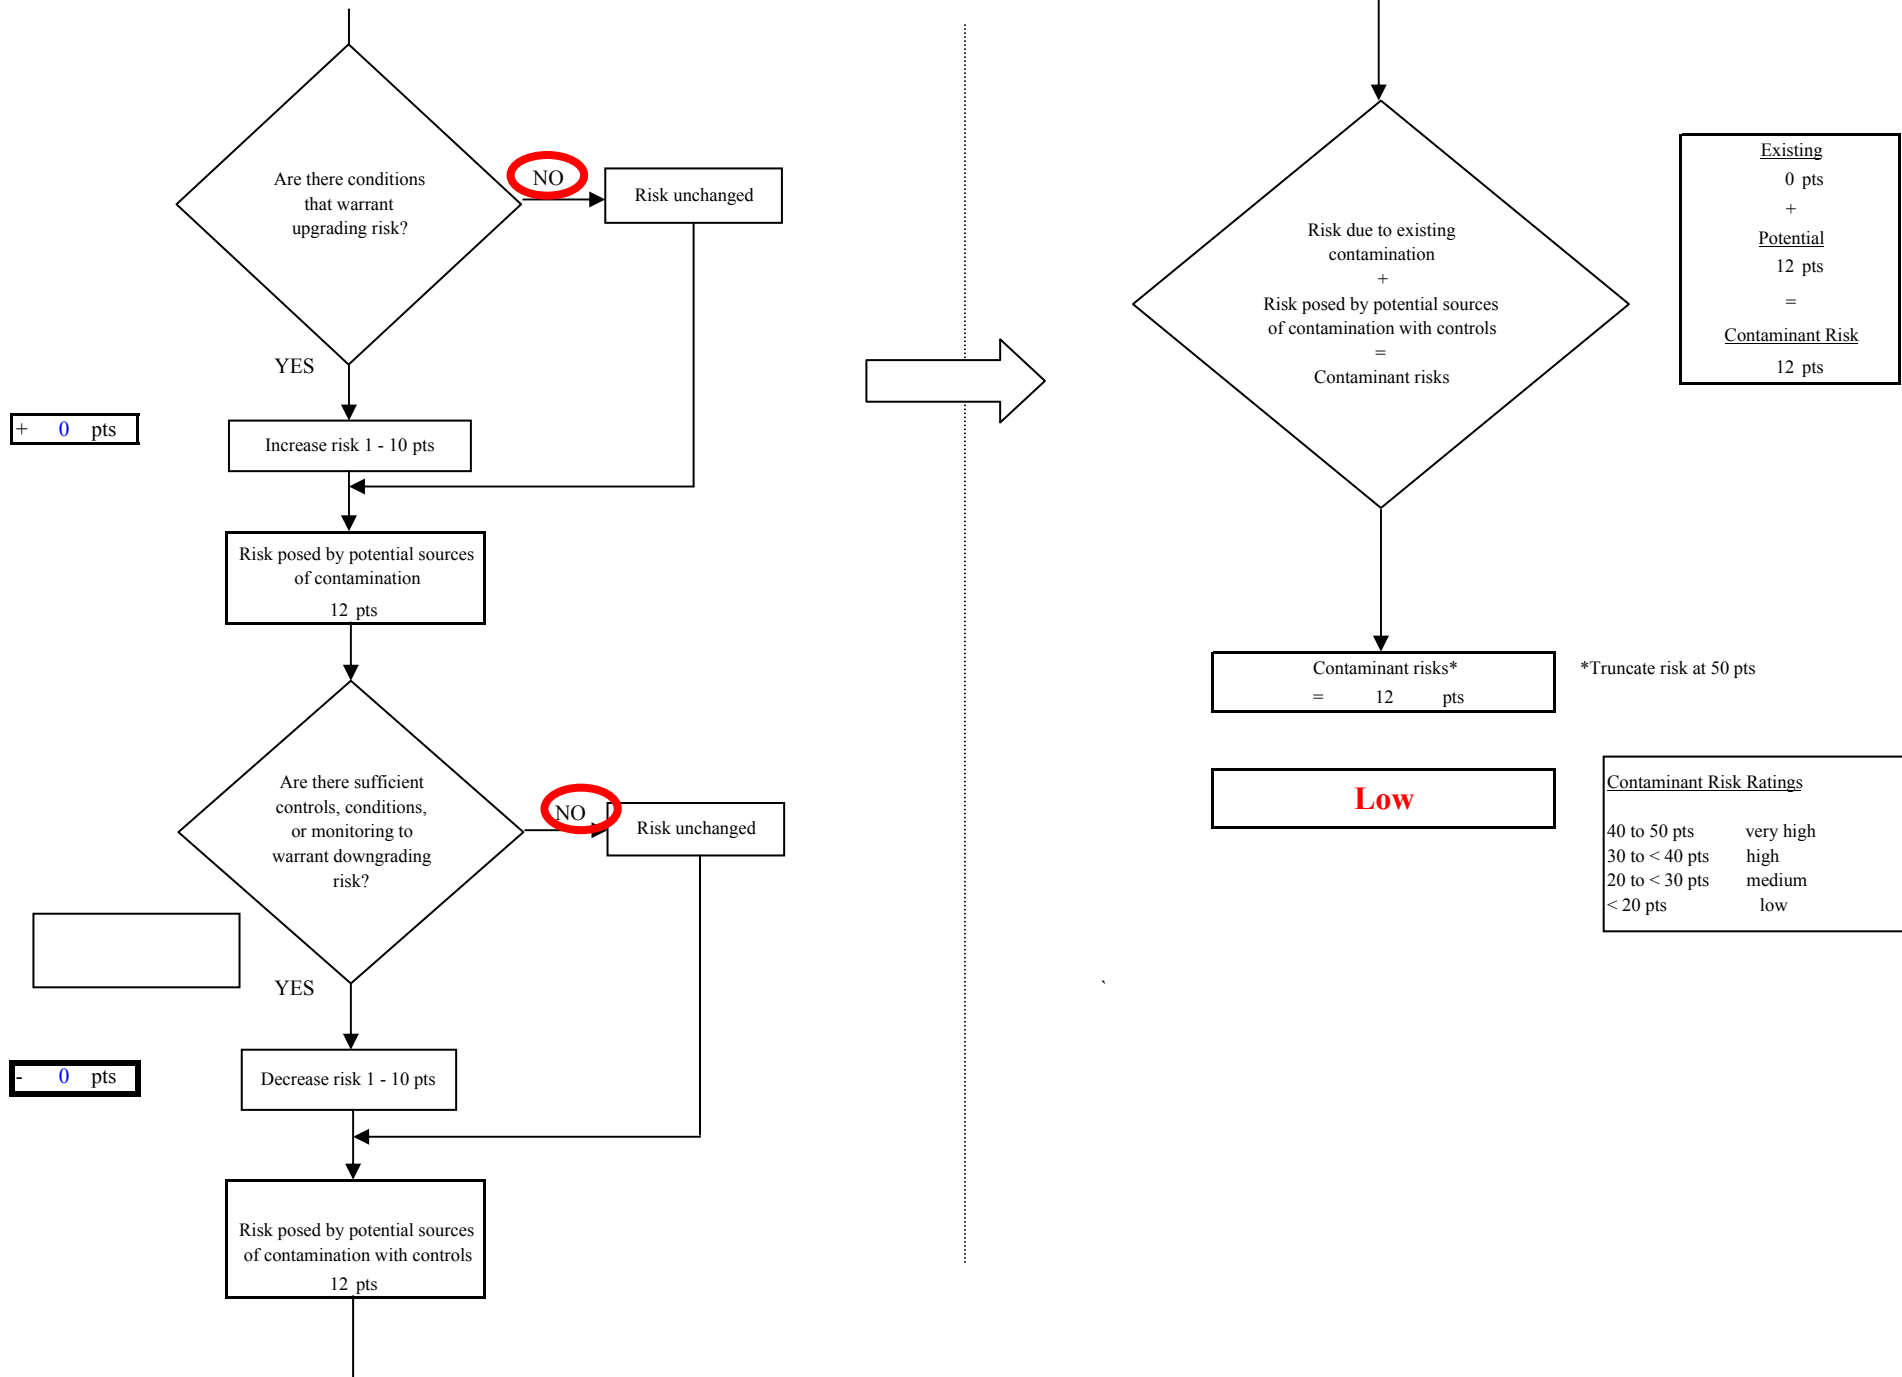 Are there conditions
that warrant
upgrading risk?
NO
Risk unchanged
YES
+ 0 pts
Increase risk 1 - 10 pts
Risk posed by potential sources
of contamination
12 pts
Are there sufficient
controls, conditions,
or monitoring to
warrant downgrading
risk?
NO
Risk unchanged
YES
- 0 pts
Decrease risk 1 - 10 pts
Risk posed by potential sources
of contamination with controls
12 pts
Risk due to existing
contamination
+
Risk posed by potential sources
of contamination with controls
=
Contaminant risks
Existing
0 pts
+
Potential
12 pts
=
Contaminant Risk
12 pts
Contaminant risks*
= 12 pts
*Truncate risk at 50 pts
Low
Contaminant Risk Ratings
40 to 50 pts very high
30 to < 40 pts high
20 to < 30 pts medium
< 20 pts low
`